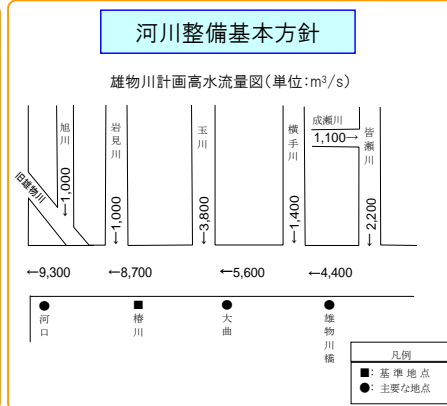 河川整備基本方針
雄物川計画高水流量図(単位:m³/s)
旧雄物川
旭川
←1,000
岩見川
←1,000
玉川
←3,800
横手川
←1,400
成瀬川
1,100→
皆瀬川
←2,200
←9,300
←8,700
←5,600
←4,400
●
河口
■
椿川
●
大曲
●
雄物川橋
凡例
■: 基準地点
●: 主要な地点